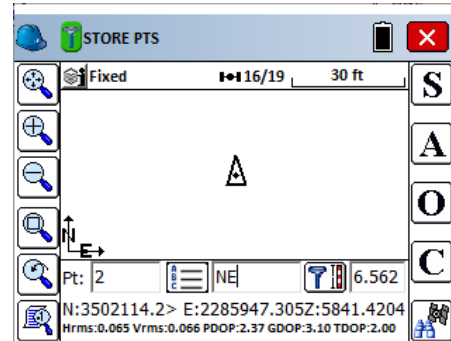 STORE PTS
Fixed 16/19 30 ft
S
A
O
C
N
E
Pt: 2 A B C NE 6.562
N:3502114.2> E:2285947.305Z:5841.4204
Hrms:0.065 Vrms:0.066 PDOP:2.37 GDOP:3.10 TDOP:2.00